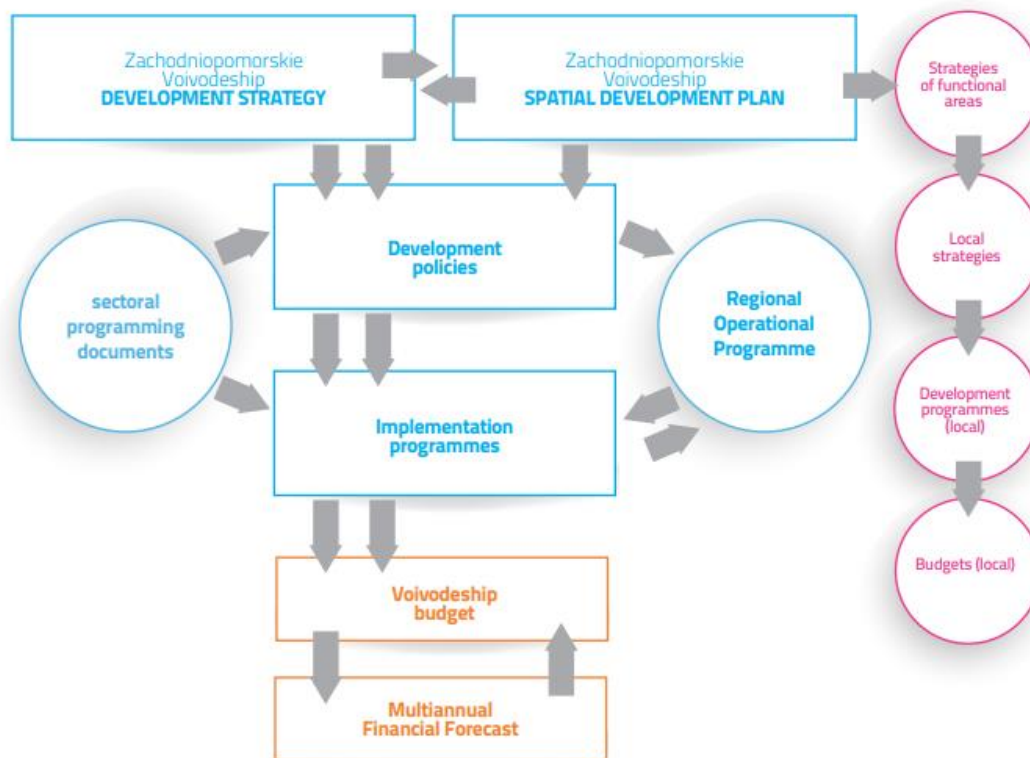 Zachodniopomorskie
Voivodeship
DEVELOPMENT STRATEGY
Zachodniopomorskie
Voivodeship
SPATIAL DEVELOPMENT PLAN
Strategies
of functional
areas
Development
policies
Local
strategies
sectoral
programming
documents
Regional
Operational
Programme
Implementation
programmes
Development
programmes
(local)
Voivodeship
budget
Budgets (local)
Multiannual
Financial Forecast